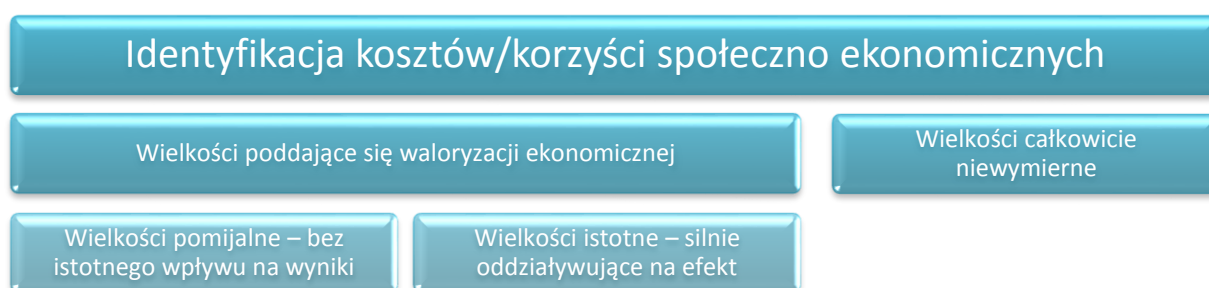 Identyfikacja kosztów/korzyści społeczno ekonomicznych
Wielkości poddające się waloryzacji ekonomicznej
Wielkości całkowicie
niewymierne
Wielkości pomijalne – bez
istotnego wpływu na wyniki
Wielkości istotne – silnie
oddziaływujące na efekt